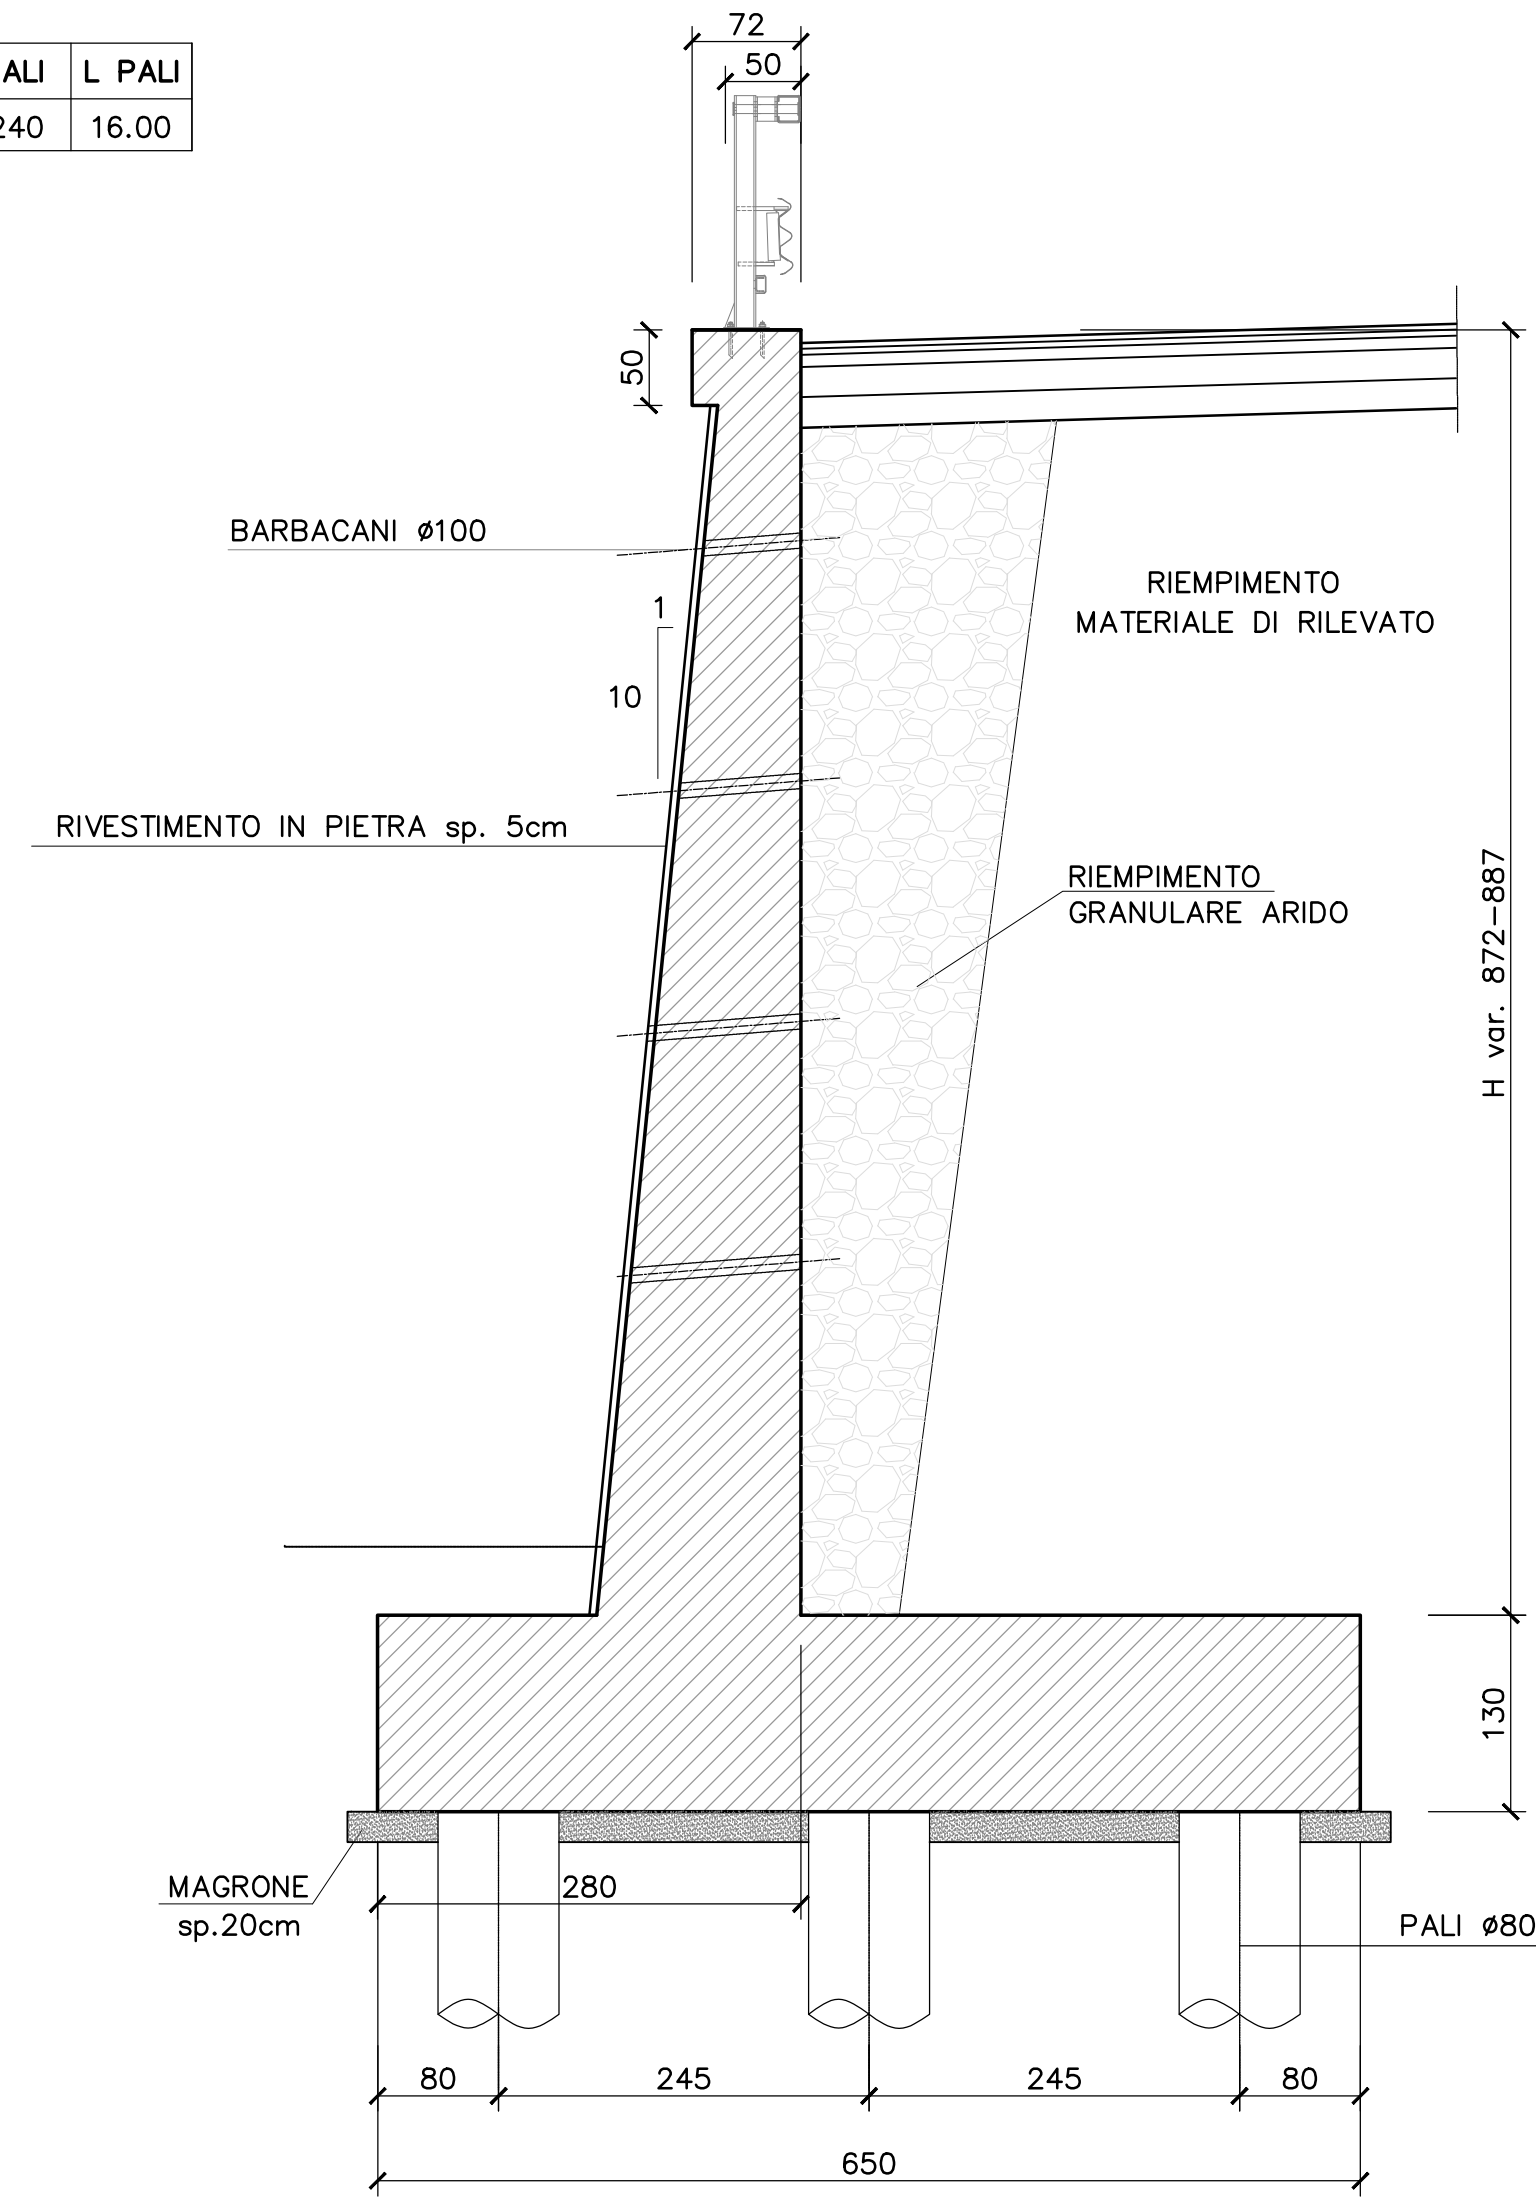 ALI L PALI
240 16.00
72
50
50
BARBACANI ø100
1
10
RIEMPIMENTO
MATERIALE DI RILEVATO
RIVESTIMENTO IN PIETRA sp. 5cm
RIEMPIMENTO
GRANULARE ARIDO
H var. 872-887
130
MAGRONE
sp.20cm
280
PALI ø80
80 245 245 80
650